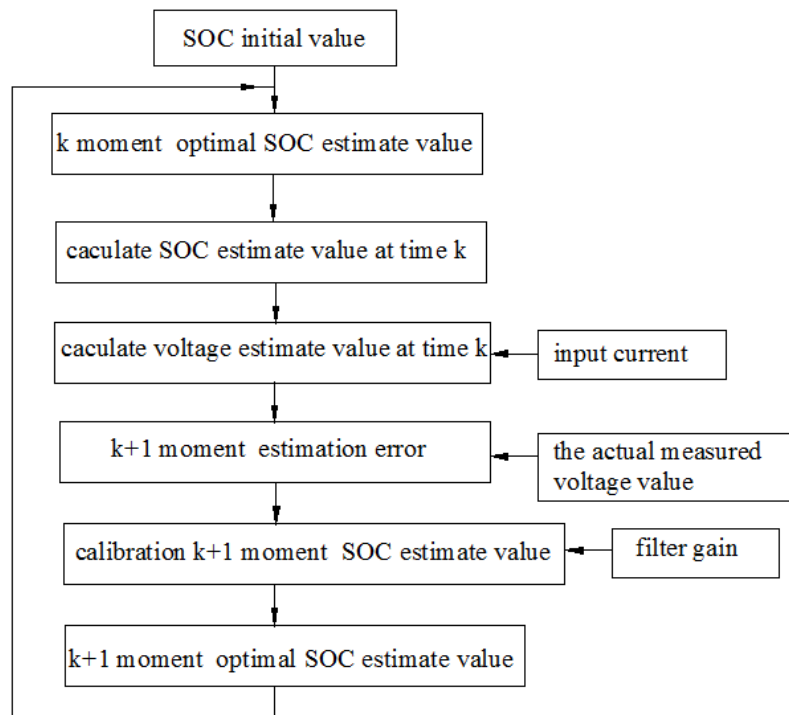 SOC initial value
k moment optimal SOC estimate value
caculate SOC estimate value at time k
caculate voltage estimate value at time k
input current
k+1 moment estimation error
the actual measured
voltage value
calibration k+1 moment SOC estimate value
filter gain
k+1 moment optimal SOC estimate value